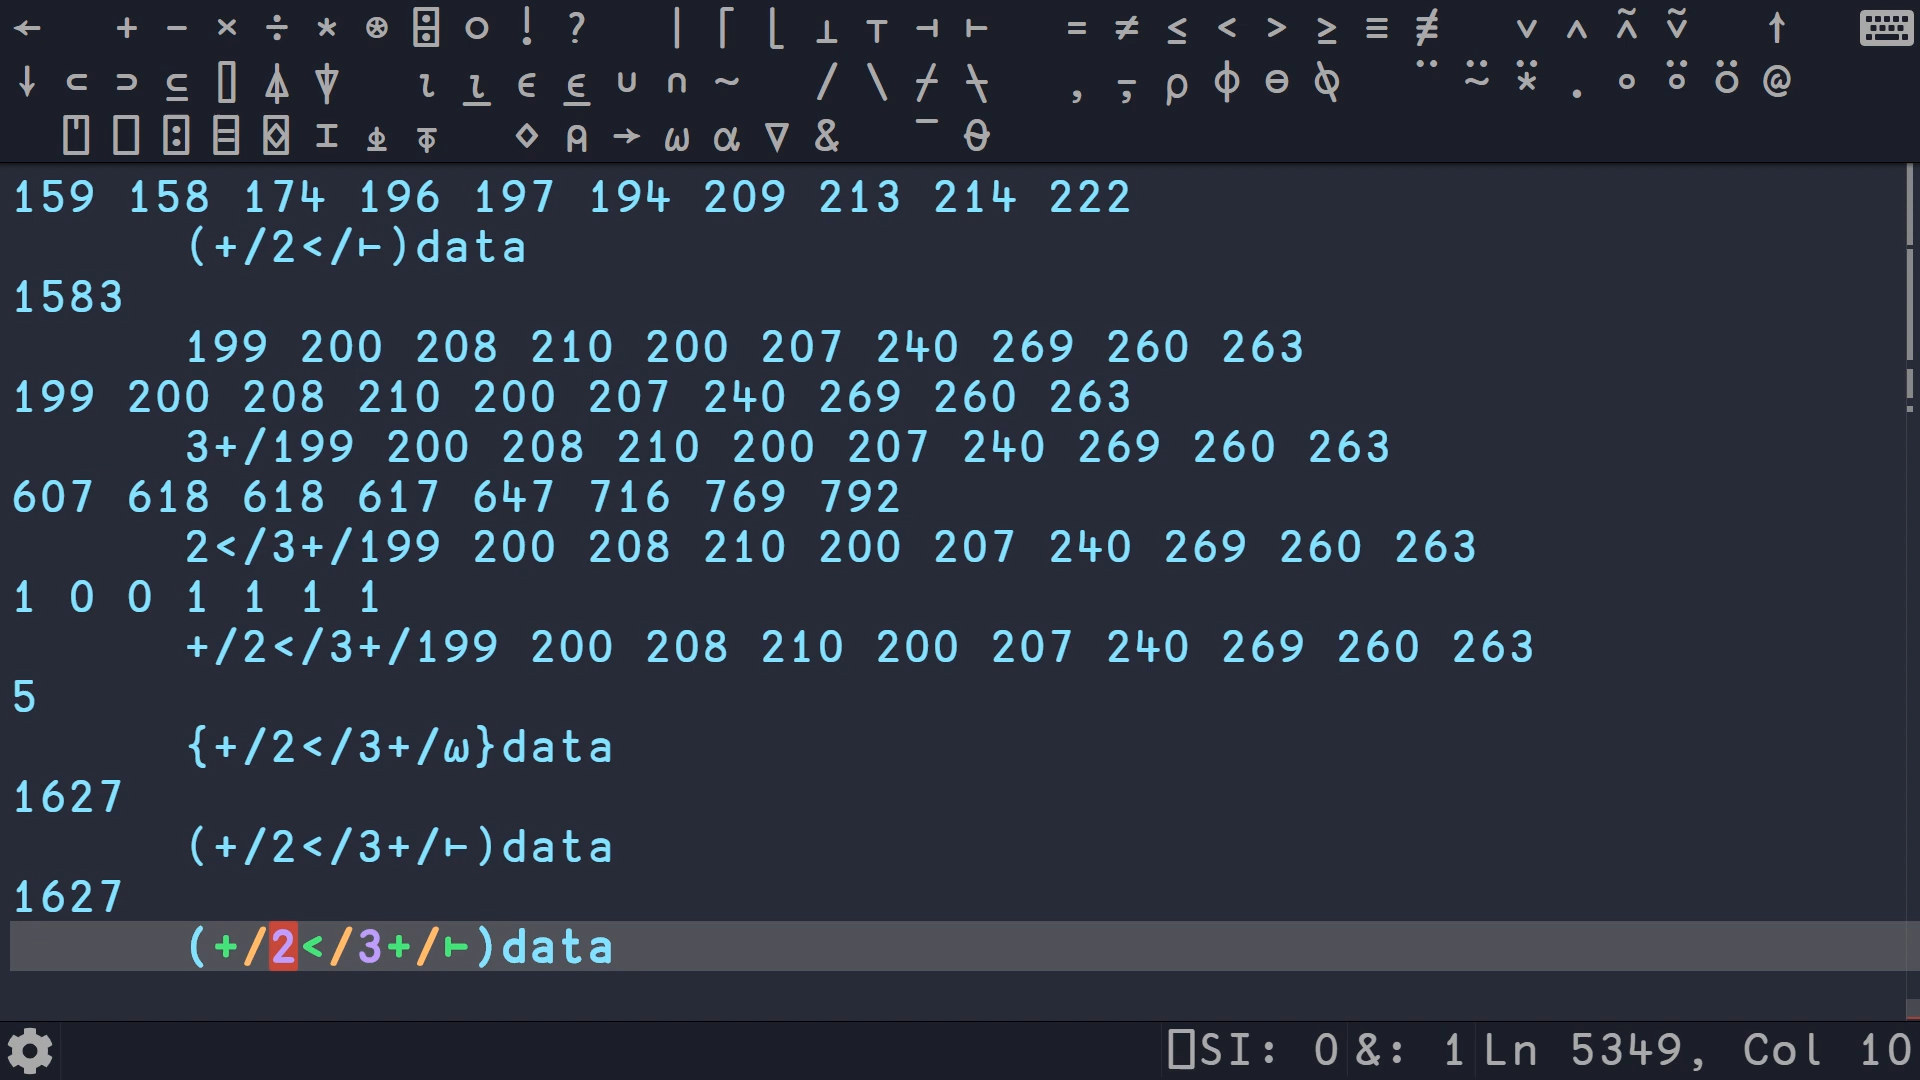 ← + - × ÷ * ⍟ ⌹ ○ ! ? | ⌈ ⌊ ⊥ ⊤ ⊣ ⊢ = ≠ ≤ < > ≥ ≡ ≢ ∨ ∧ ⍲ ⍱ ↑
↓ ⊂ ⊃ ⊆ ⌷ ⍋ ⍒ ⍳ ⍸ ∊ ⍷ ∪ ∩ ~ / \ ⌿ ⍀ , ⍪ ⍴ ⌽ ⊖ ⍉ ¨ ⍨ ⍣ . ∘ ⍤ ⍥ @
⍞ ⎕ ⍠ ⌸ ⌺ ⌶ ⍎ ⍕ ⋄ ⍝ → ⍵ ⍺ ∇ & ¯ ⍬
159 158 174 196 197 194 209 213 214 222
(+/2</⊢)data
1583
199 200 208 210 200 207 240 269 260 263
199 200 208 210 200 207 240 269 260 263
3+/199 200 208 210 200 207 240 269 260 263
607 618 618 617 647 716 769 792
2</3+/199 200 208 210 200 207 240 269 260 263
1 0 0 1 1 1 1
+/2</3+/199 200 208 210 200 207 240 269 260 263
5
{+/2</3+/⍵}data
1627
(+/2</3+/⊢)data
1627
(+/2</3+/⊢)data
⎕SI: 0 &: 1 Ln 5349, Col 10